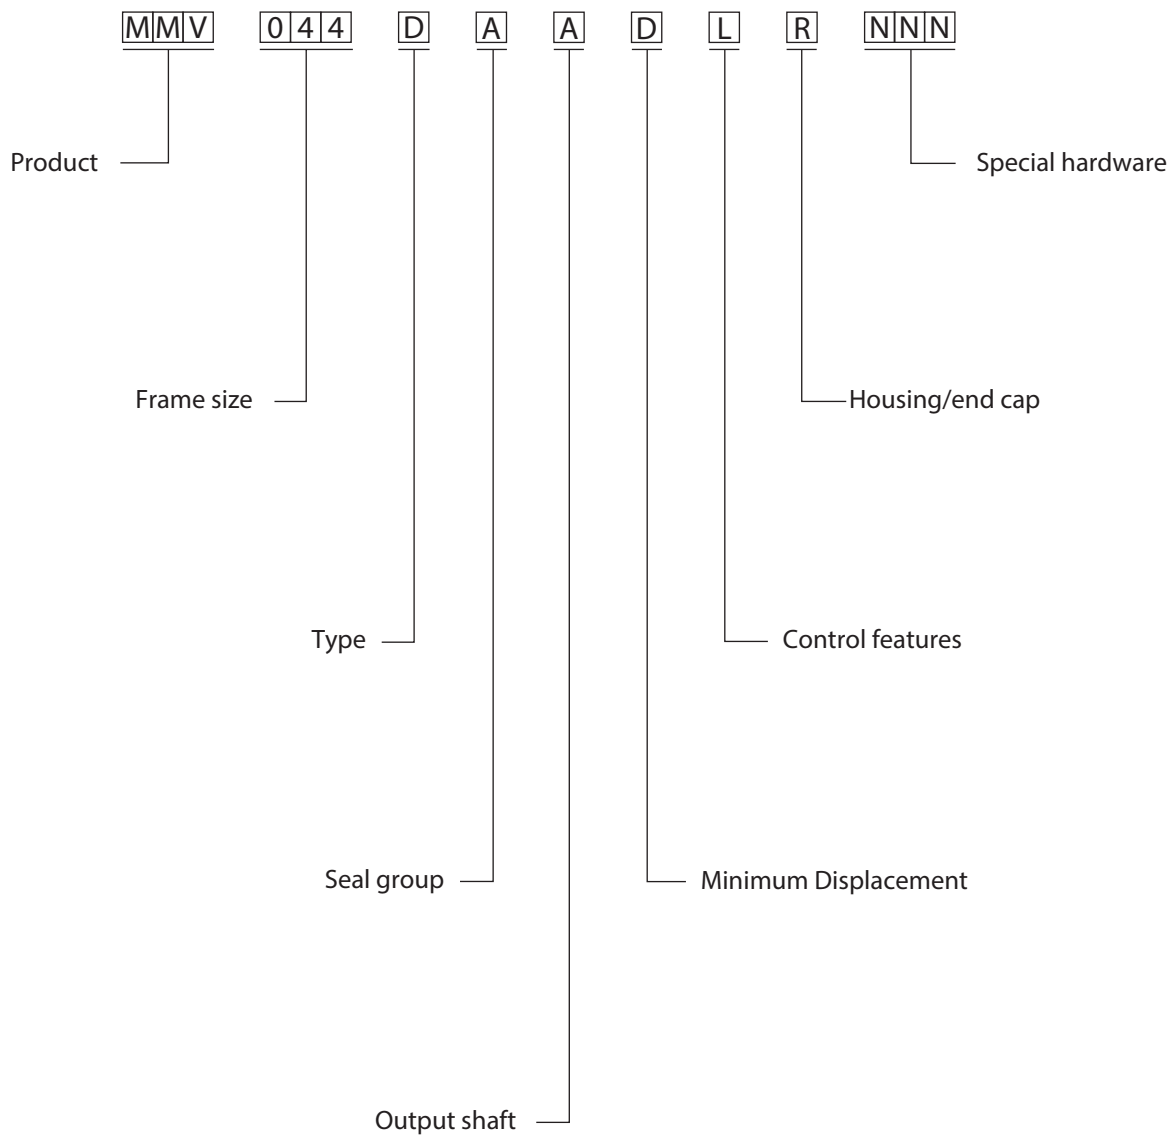 MMV 044 D A A D L R NNN
Product Special hardware
Frame size Housing/end cap
Type Control features
Seal group Minimum Displacement
Output shaft